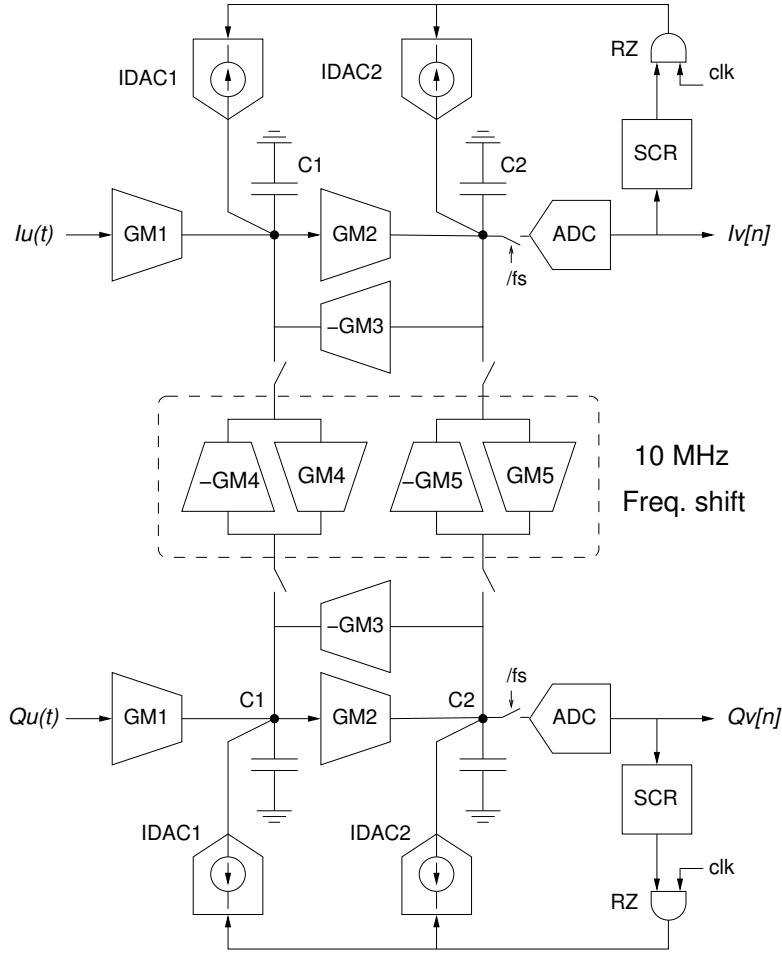 RZ
clk
IDAC1
IDAC2
SCR
C1
C2
Iu(t)
GM1
GM2
ADC
Iv[n]
/fs
−GM3
−GM4
GM4
−GM5
GM5
10 MHz
Freq. shift
−GM3
/fs
Qu(t)
GM1
C1
GM2
C2
ADC
Qv[n]
SCR
IDAC1
IDAC2
clk
RZ